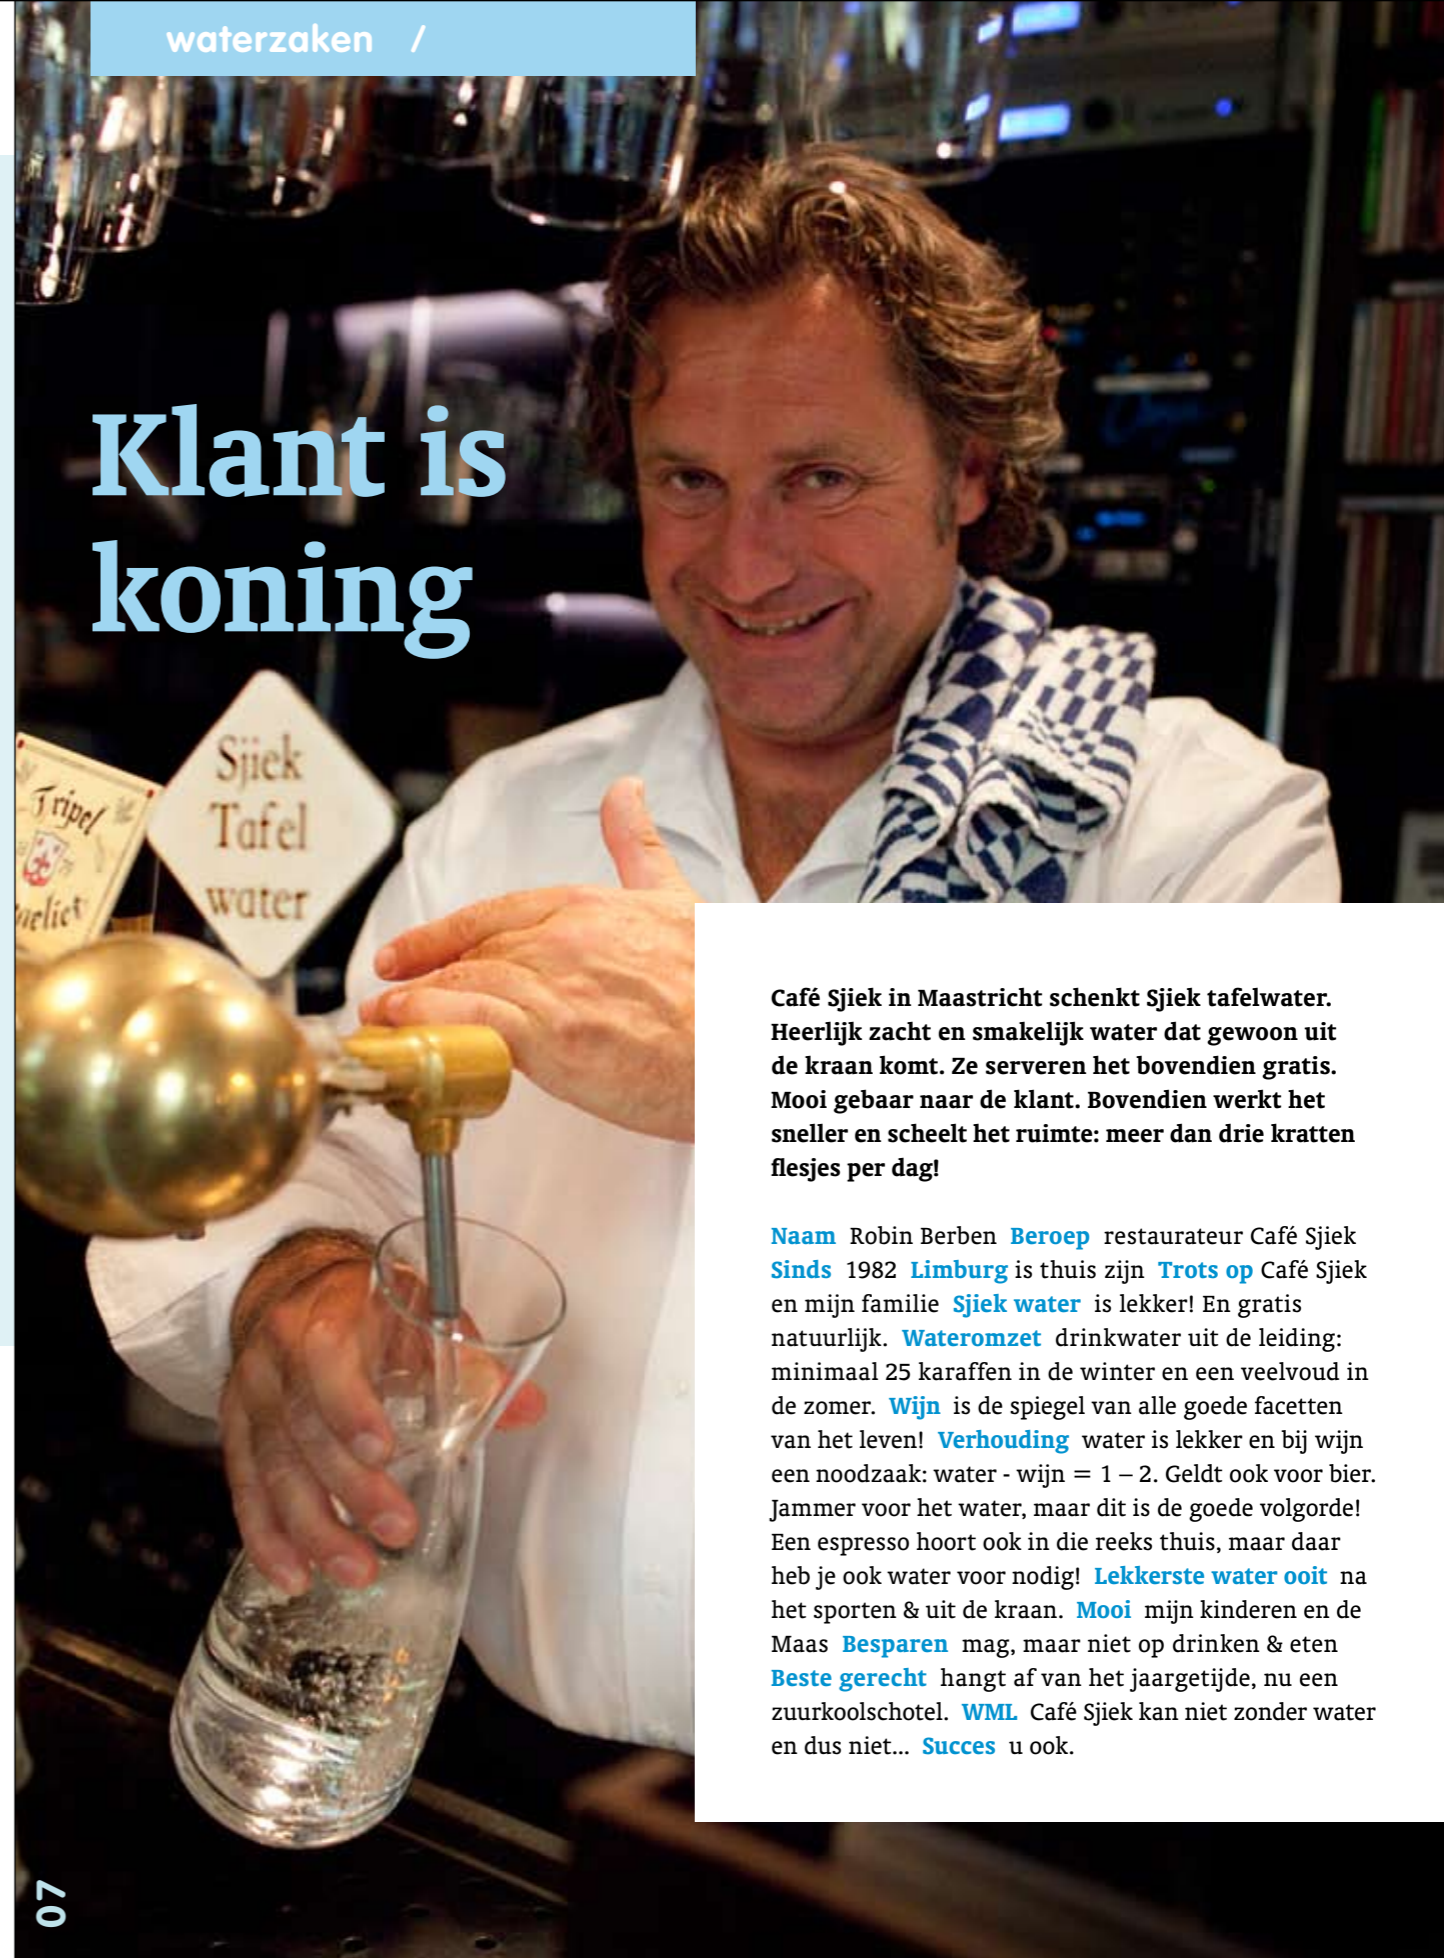 waterzaken /
Klant is
koning
Sjiek
Tafel
water
Tripel
Café Sjiek in Maastricht schenkt Sjiek tafelwater.
Heerlijk zacht en smakelijk water dat gewoon uit
de kraan komt. Ze serveren het bovendien gratis.
Mooi gebaar naar de klant. Bovendien werkt het
sneller en scheelt het ruimte: meer dan drie kratten
flesjes per dag!
Naam Robin Berben Beroep restaurateur Café Sjiek
Sinds 1982 Limburg is thuis zijn Trots op Café Sjiek
en mijn familie Sjiek water is lekker! En gratis
natuurlijk. Wateromzet drinkwater uit de leiding:
minimaal 25 karaffen in de winter en een veelvoud in
de zomer. Wijn is de spiegel van alle goede facetten
van het leven! Verhouding water is lekker en bij wijn
een noodzaak: water - wijn = 1 – 2. Geldt ook voor bier.
Jammer voor het water, maar dit is de goede volgorde!
Een espresso hoort ook in die reeks thuis, maar daar
heb je ook water voor nodig! Lekkerste water ooit na
het sporten & uit de kraan. Mooi mijn kinderen en de
Maas Besparen mag, maar niet op drinken & eten
Beste gerecht hangt af van het jaargetijde, nu een
zuurkoolschotel. WML Café Sjiek kan niet zonder water
en dus niet... Succes u ook.
07